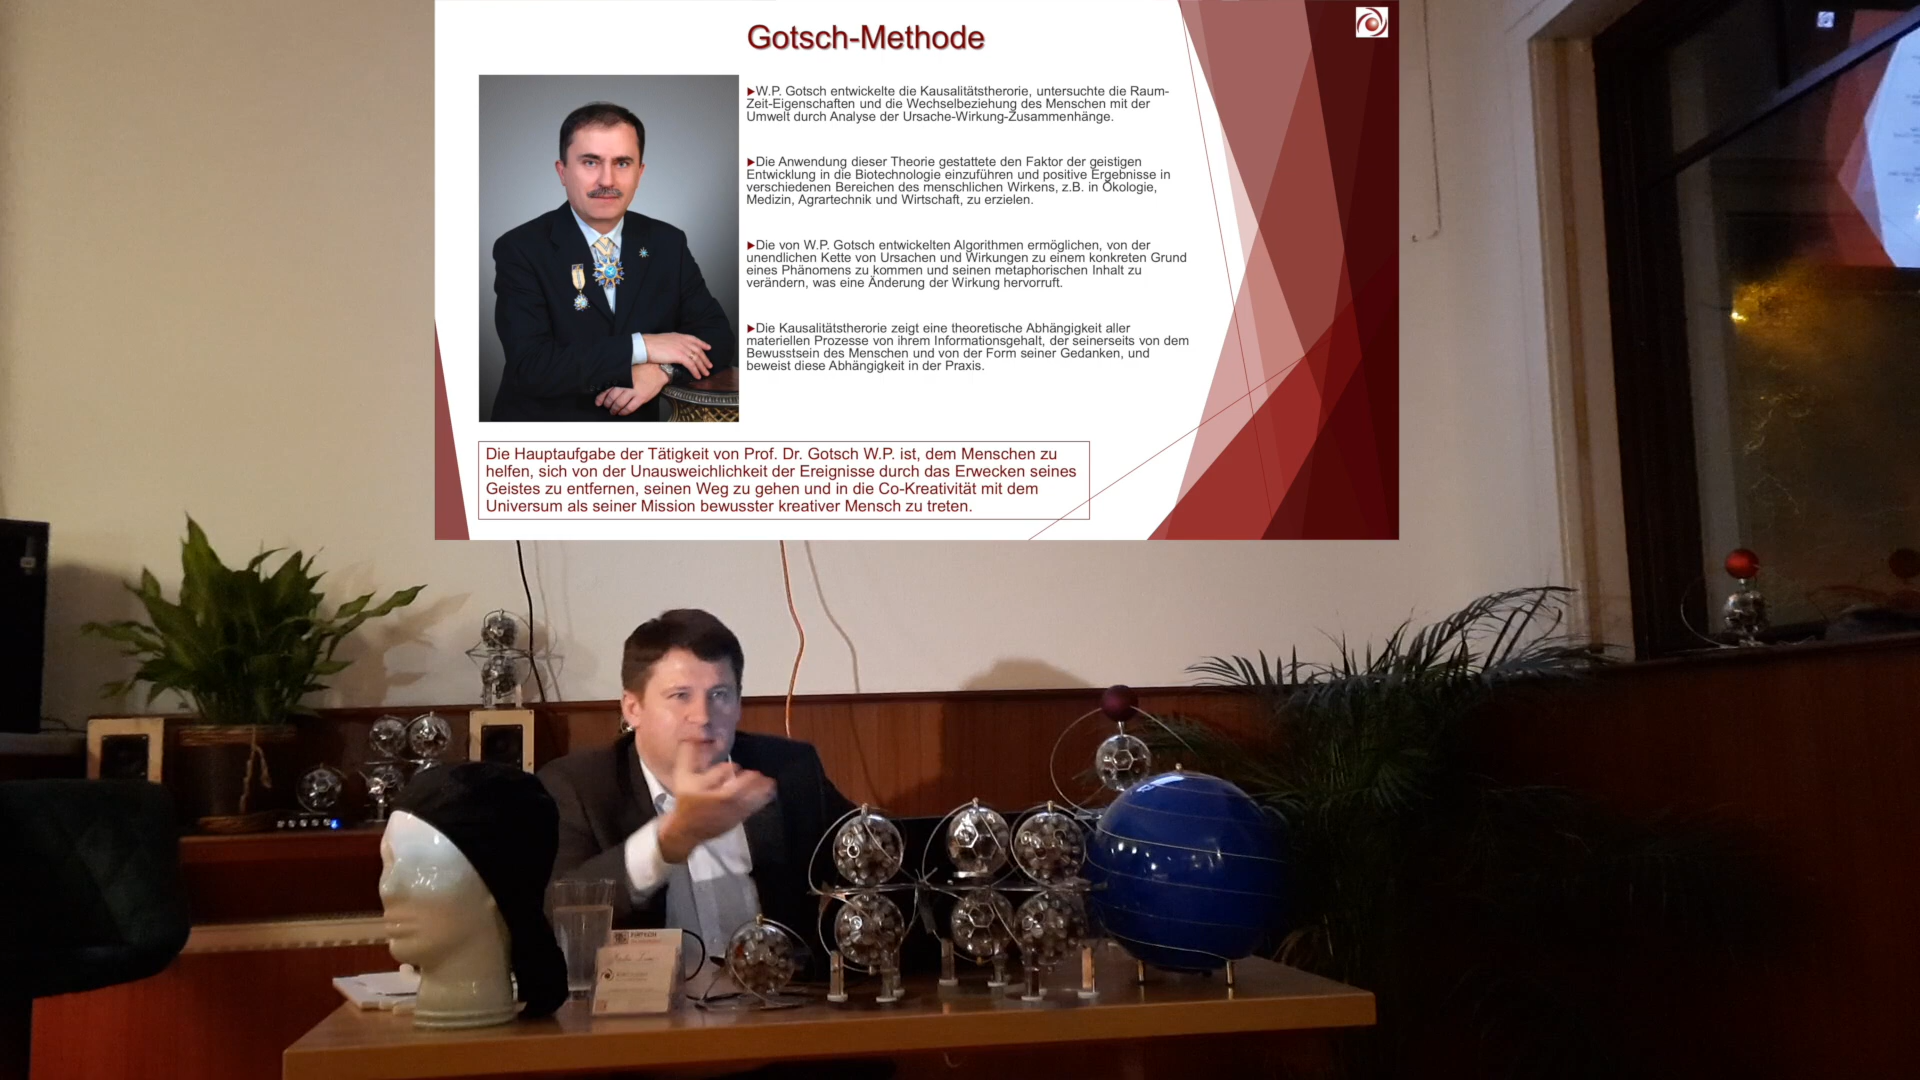 Gotsch-Methode
W.P. Gotsch entwickelte die Kausalitätstherorie, untersuchte die Raum-
Zeit-Eigenschaften und die Wechselbeziehung des Menschen mit der
Umwelt durch Analyse der Ursache-Wirkung-Zusammenhänge.
Die Anwendung dieser Theorie gestattete den Faktor der geistigen
Entwicklung in die Biotechnologie einzuführen und positive Ergebnisse in
verschiedenen Bereichen des menschlichen Wirkens, z.B. in Ökologie,
Medizin, Agrartechnik und Wirtschaft, zu erzielen.
Die von W.P. Gotsch entwickelten Algorithmen ermöglichen, von der
unendlichen Kette von Ursachen und Wirkungen zu einem konkreten Grund
eines Phänomens zu kommen und seinen metaphorischen Inhalt zu
verändern, was eine Änderung der Wirkung hervorruft.
Die Kausalitätstherorie zeigt eine theoretische Abhängigkeit aller
materiellen Prozesse von ihrem Informationsgehalt, der seinerseits von dem
Bewusstsein des Menschen und von der Form seiner Gedanken, und
beweist diese Abhängigkeit in der Praxis.
Die Hauptaufgabe der Tätigkeit von Prof. Dr. Gotsch W.P. ist, dem Menschen zu
helfen, sich von der Unausweichlichkeit der Ereignisse durch das Erwecken seines
Geistes zu entfernen, seinen Weg zu gehen und in die Co-Kreativität mit dem
Universum als seiner Mission bewusster kreativer Mensch zu treten.